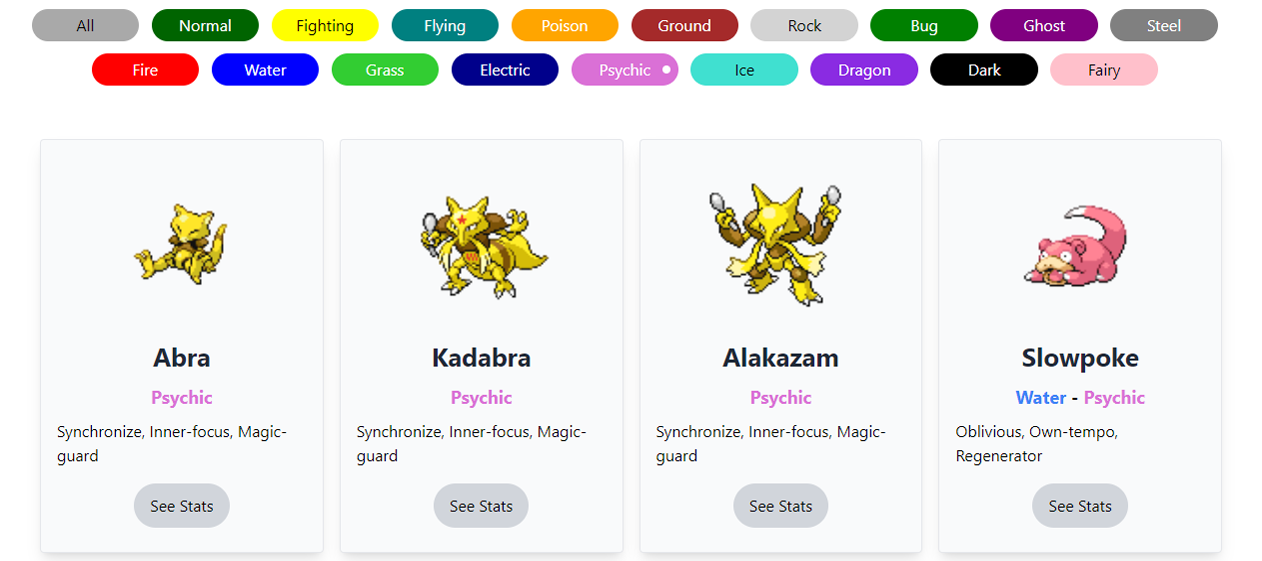 All Normal Fighting Flying Poison Ground Rock Bug Ghost Steel
Fire Water Grass Electric Psychic Ice Dragon Dark Fairy
Abra
Psychic
Synchronize, Inner-focus, Magic-
guard
See Stats
Kadabra
Psychic
Synchronize, Inner-focus, Magic-
guard
See Stats
Alakazam
Psychic
Synchronize, Inner-focus, Magic-
guard
See Stats
Slowpoke
Water - Psychic
Oblivious, Own-tempo,
Regenerator
See Stats